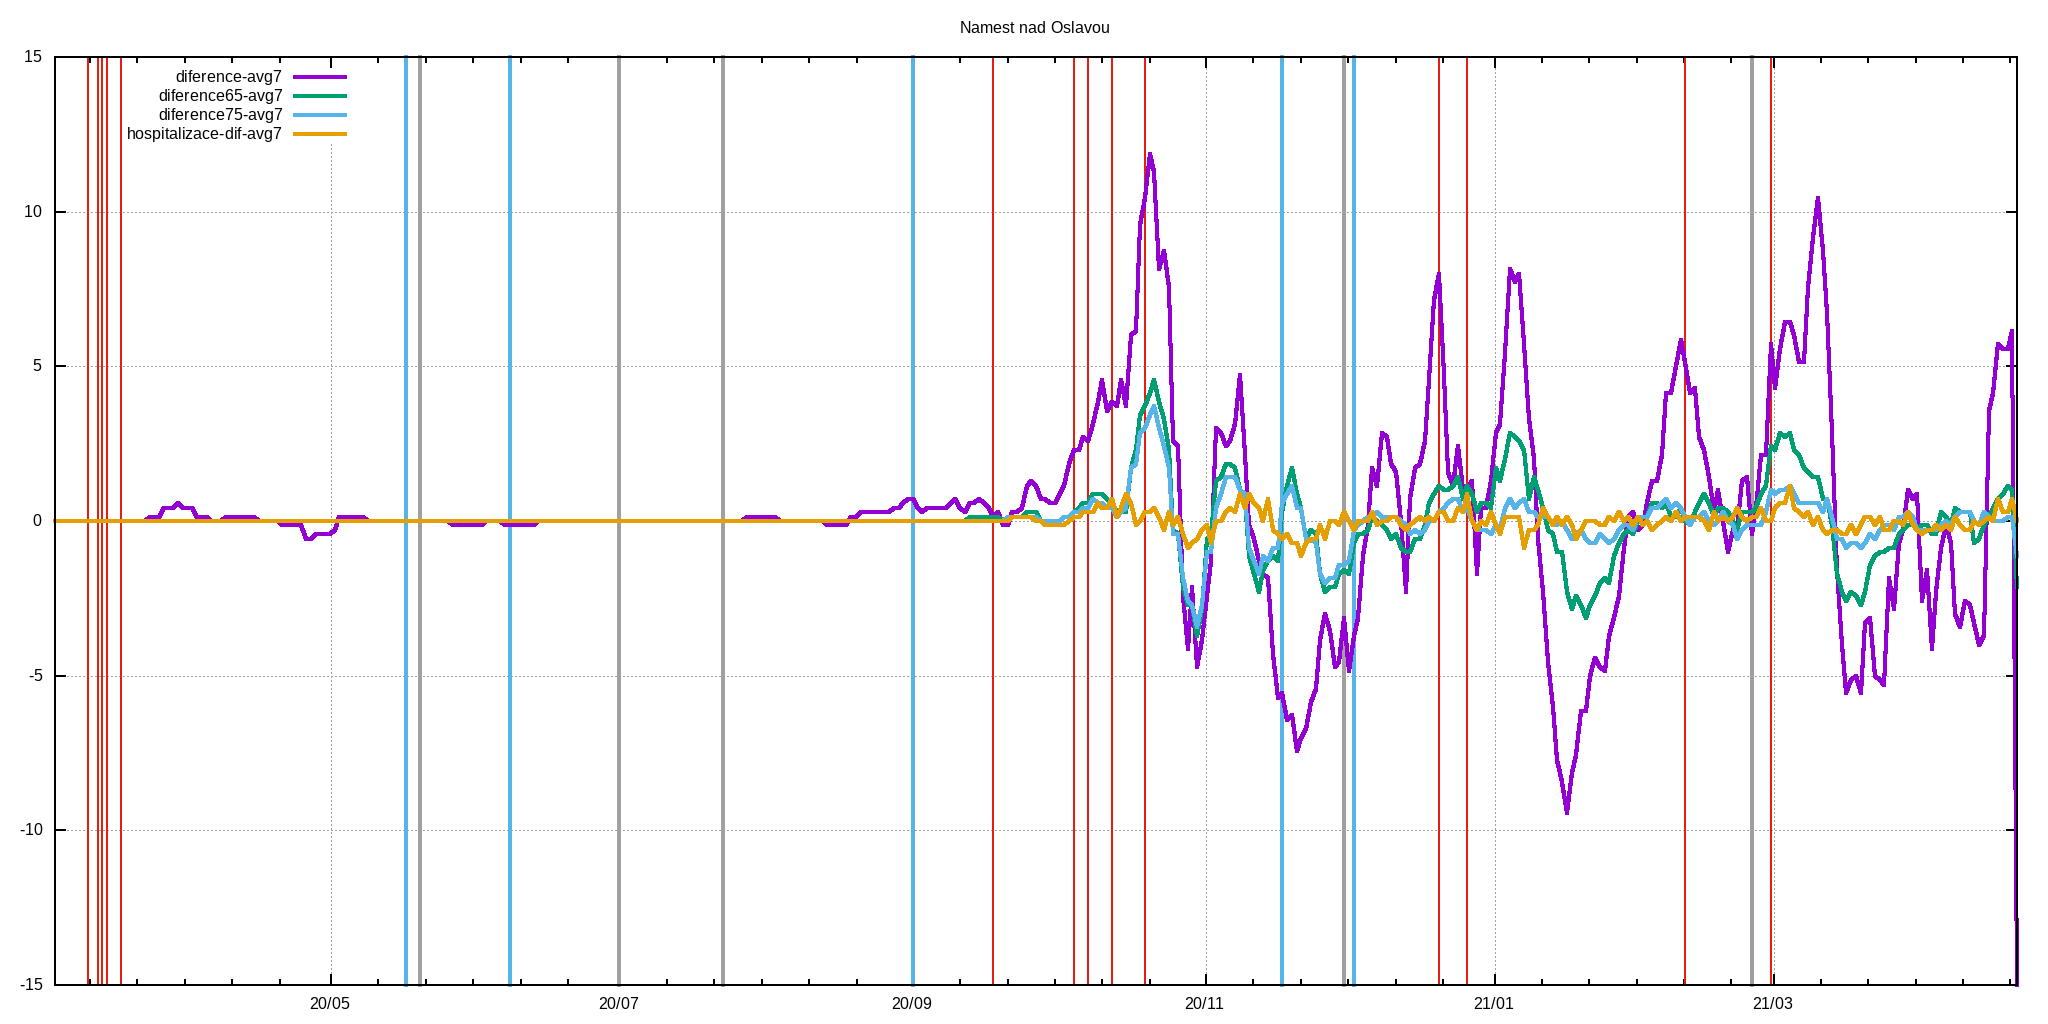 Namest nad Oslavou
15
diference-avg7
diference65-avg7
diference75-avg7
hospitalizace-dif-avg7
10
5
0
-5
-10
-15
20/05 20/07 20/09 20/11 21/01 21/03